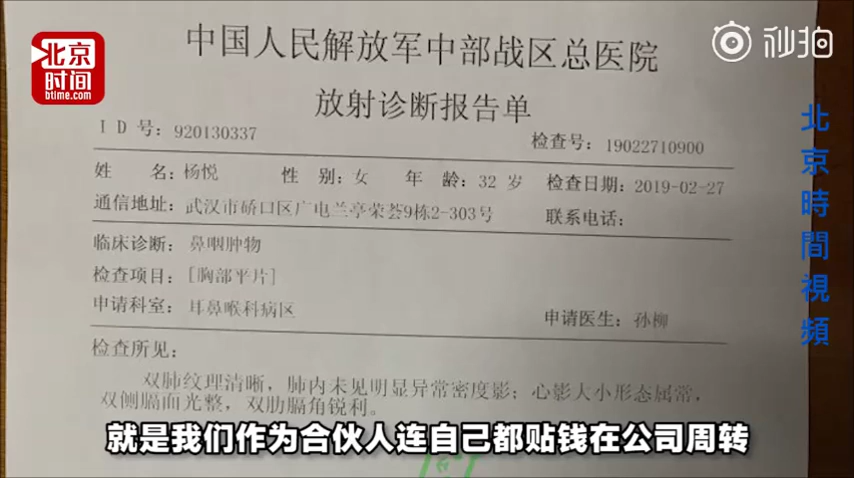 北京
时间
btime.com
秒拍
中国人民解放军中部战区总医院
放射诊断报告单
ID号：920130337
检查号：19022710900
姓 名：杨悦 性 别：女 年 龄：32 岁 检查日期：2019-02-27
通信地址：武汉市硚口区广电兰亭荣荟9栋2-303号 联系电话：
临床诊断：鼻咽肿物
检查项目：[胸部平片]
申请科室：耳鼻喉科病区 申请医生：孙柳
检查所见：
双肺纹理清晰，肺内未见明显异常密度影；心影大小形态属常，
双侧膈面光整，双肋膈角锐利。
北京時間視頻
就是我们作为合伙人连自己都贴钱在公司周转